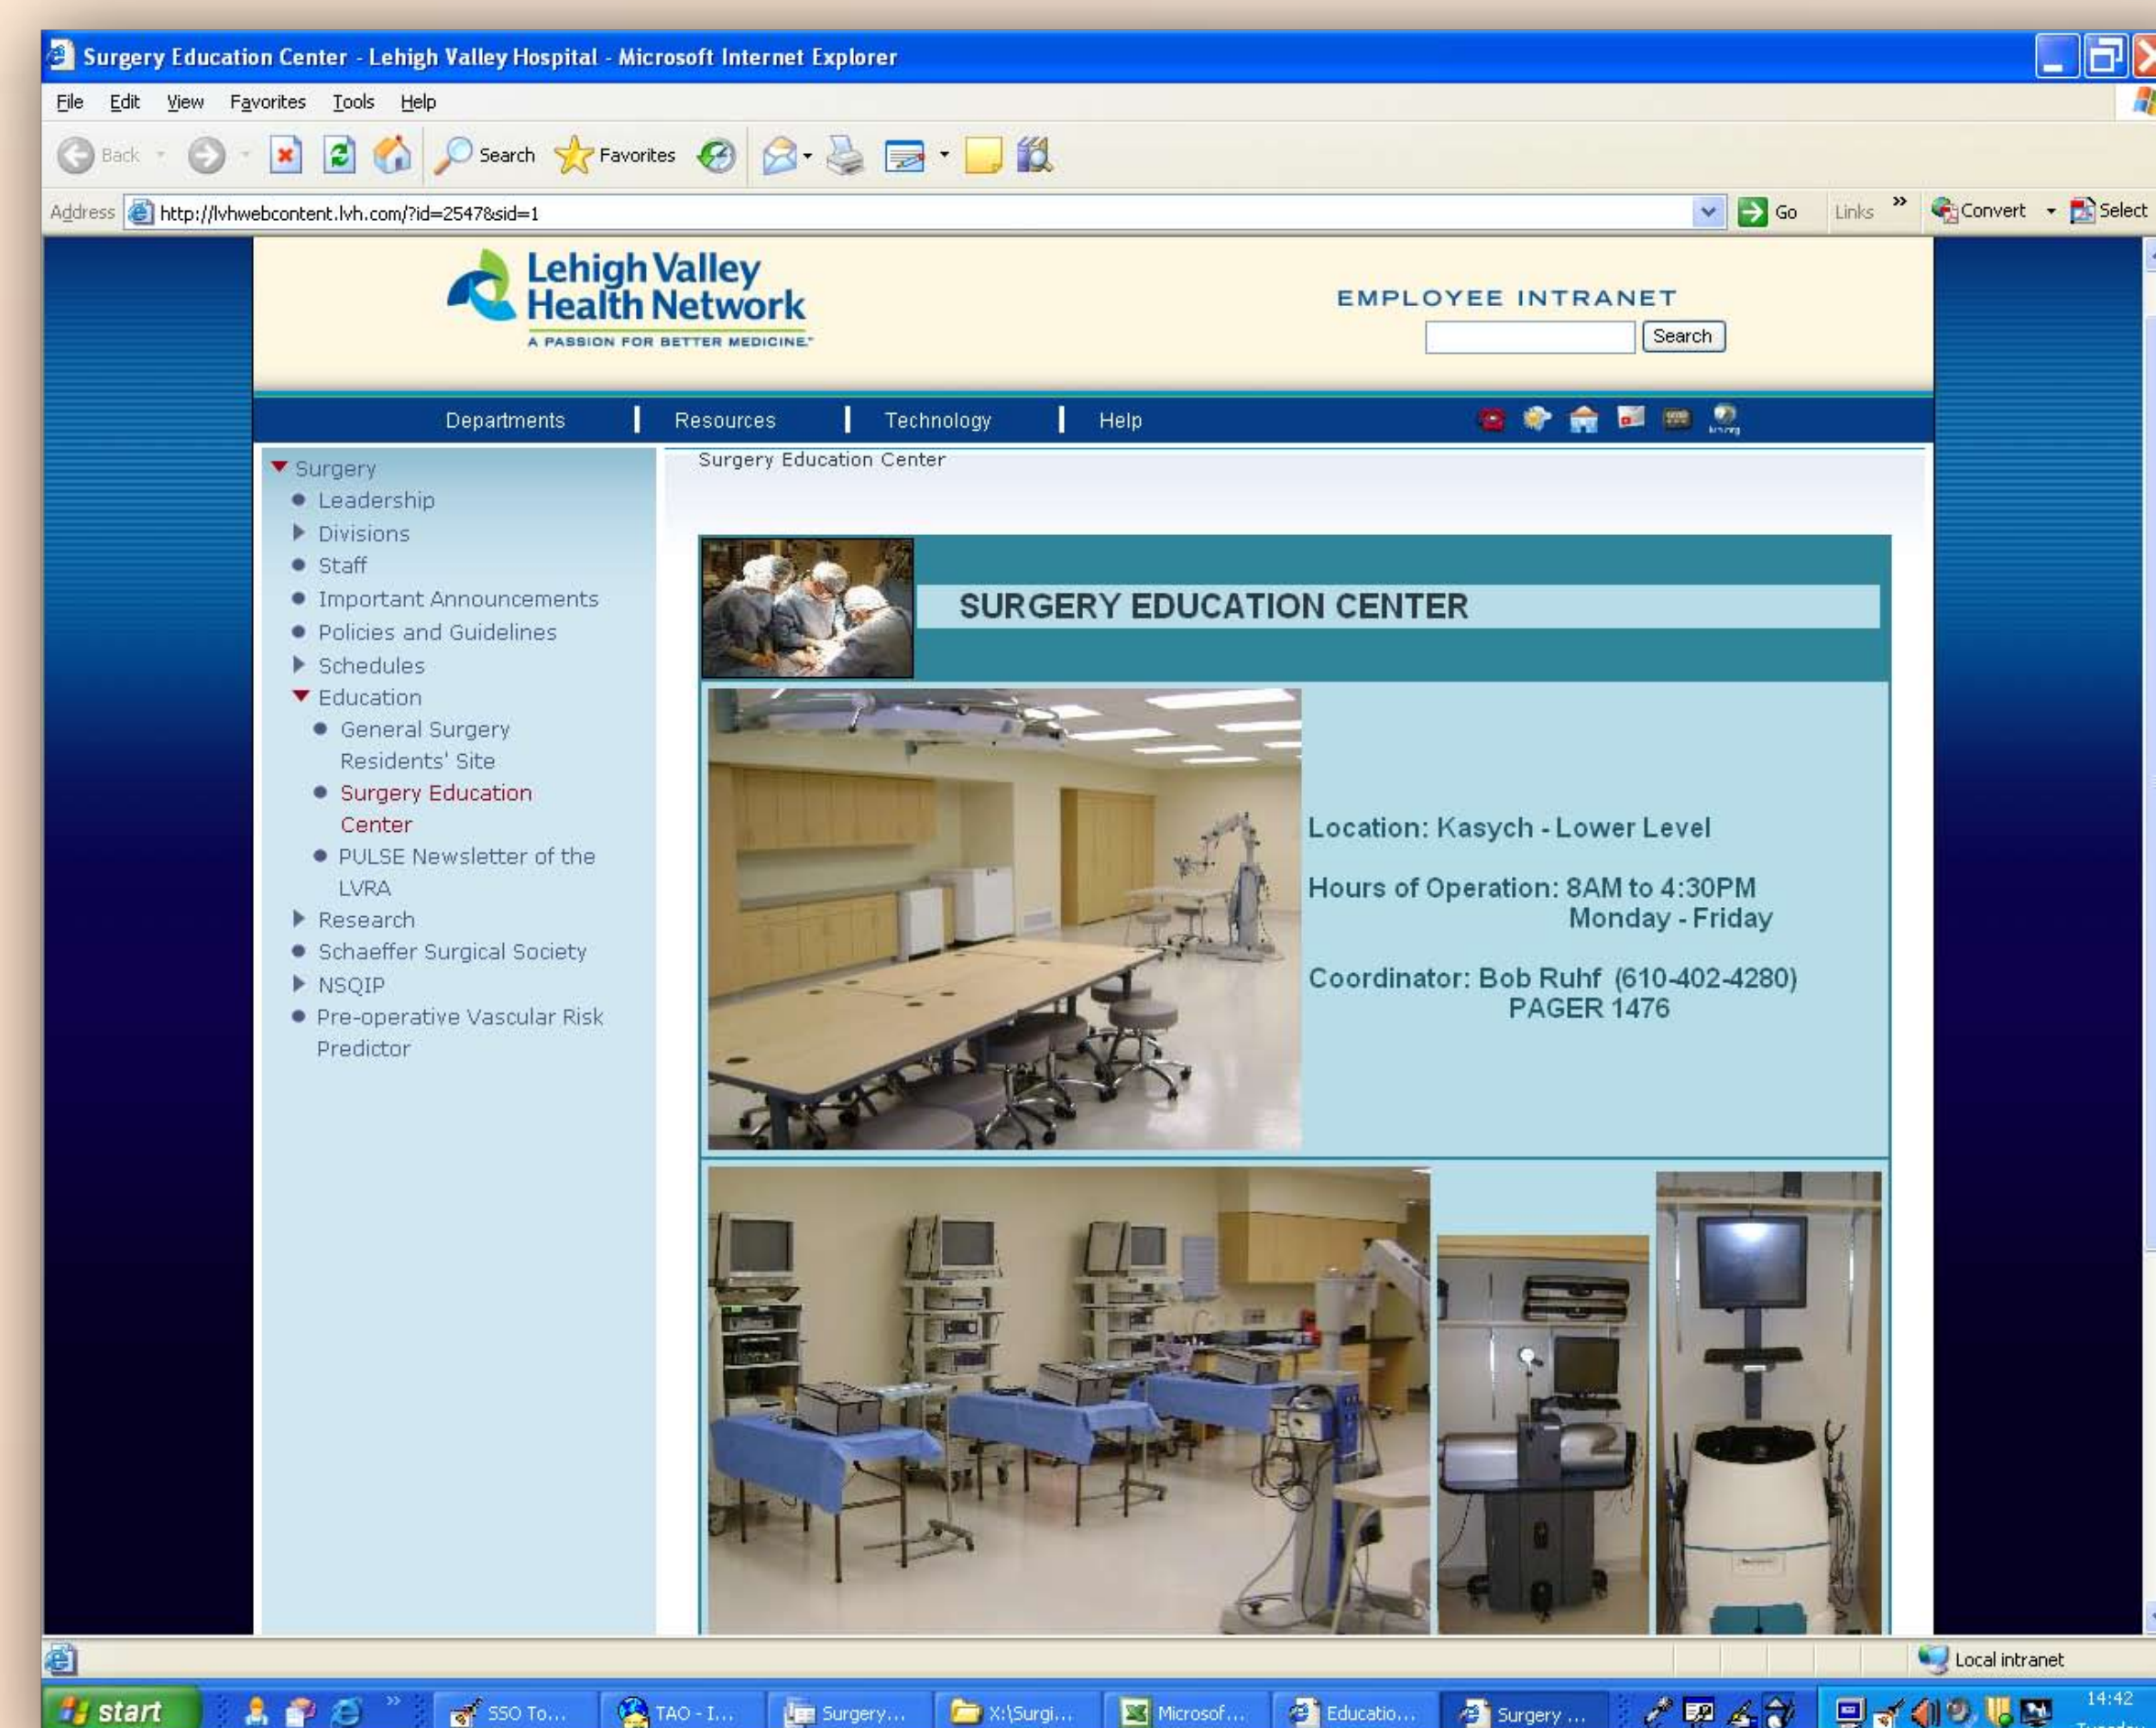 Surgery Education Center - Lehigh Valley Hospital - Microsoft Internet Explorer
File Edit View Favorites Tools Help
Back Search Favorites
Address http://lvhwebcontent.lvh.com/?id=2547&sid=1 Go Links » Convert Select
Lehigh Valley
Health Network
A PASSION FOR BETTER MEDICINE.™
EMPLOYEE INTRANET
Search
Departments Resources Technology Help
Surgery
Leadership
Divisions
Staff
Important Announcements
Policies and Guidelines
Schedules
Education
General Surgery
Residents' Site
Surgery Education
Center
PULSE Newsletter of the
LVRA
Research
Schaeffer Surgical Society
NSQIP
Pre-operative Vascular Risk
Predictor
Surgery Education Center
SURGERY EDUCATION CENTER
Location: Kasych - Lower Level
Hours of Operation: 8AM to 4:30PM
Monday - Friday
Coordinator: Bob Ruhf (610-402-4280)
PAGER 1476
Local intranet
start » SSO To... TAO - I... Surgery... X:\Surgi... Microsof... Educatio... Surgery ... 14:42